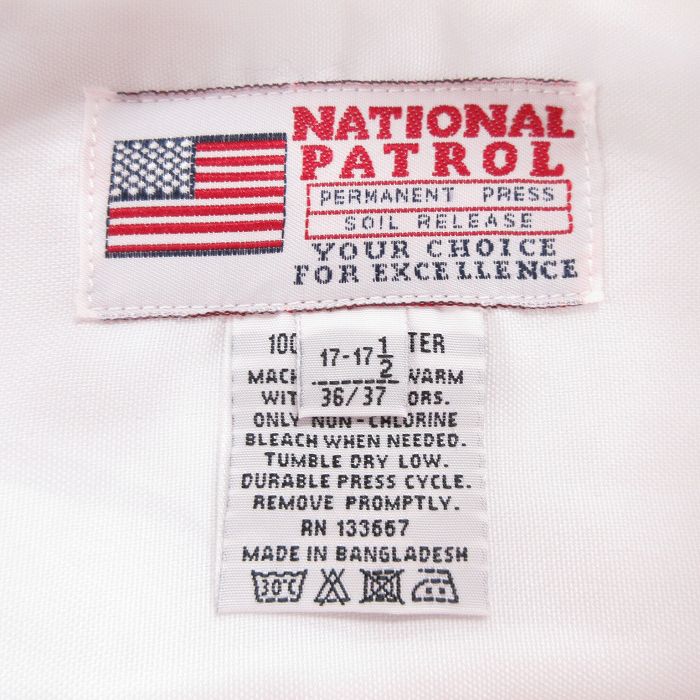 NATIONAL
PATROL
PERMANENT PRESS
SOIL RELEASE
YOUR CHOICE
FOR EXCELLENCE
17-17 1/2
36/37
ONLY NON-CHLORINE
BLEACH WHEN NEEDED.
TUMBLE DRY LOW.
DURABLE PRESS CYCLE.
REMOVE PROMPTLY.
RN 133667
MADE IN BANGLADESH
30°C